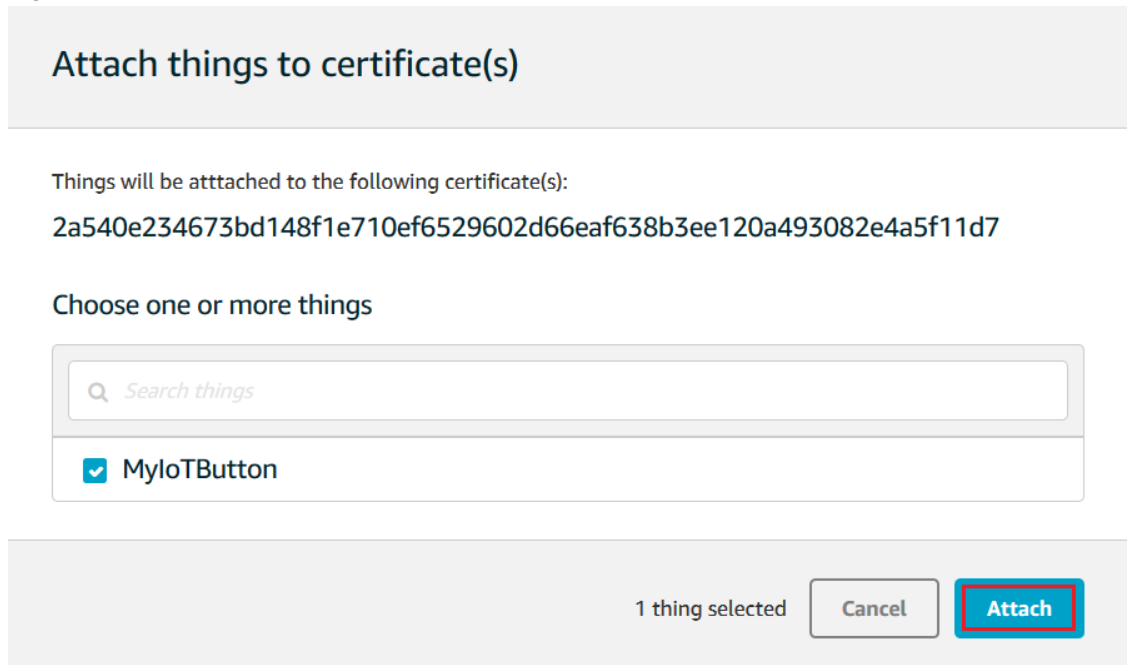 Attach things to certificate(s)
Things will be atttached to the following certificate(s):
2a540e234673bd148f1e710ef6529602d66eaf638b3ee120a493082e4a5f11d7
Choose one or more things
Search things
MyIoTButton
1 thing selected
Cancel
Attach